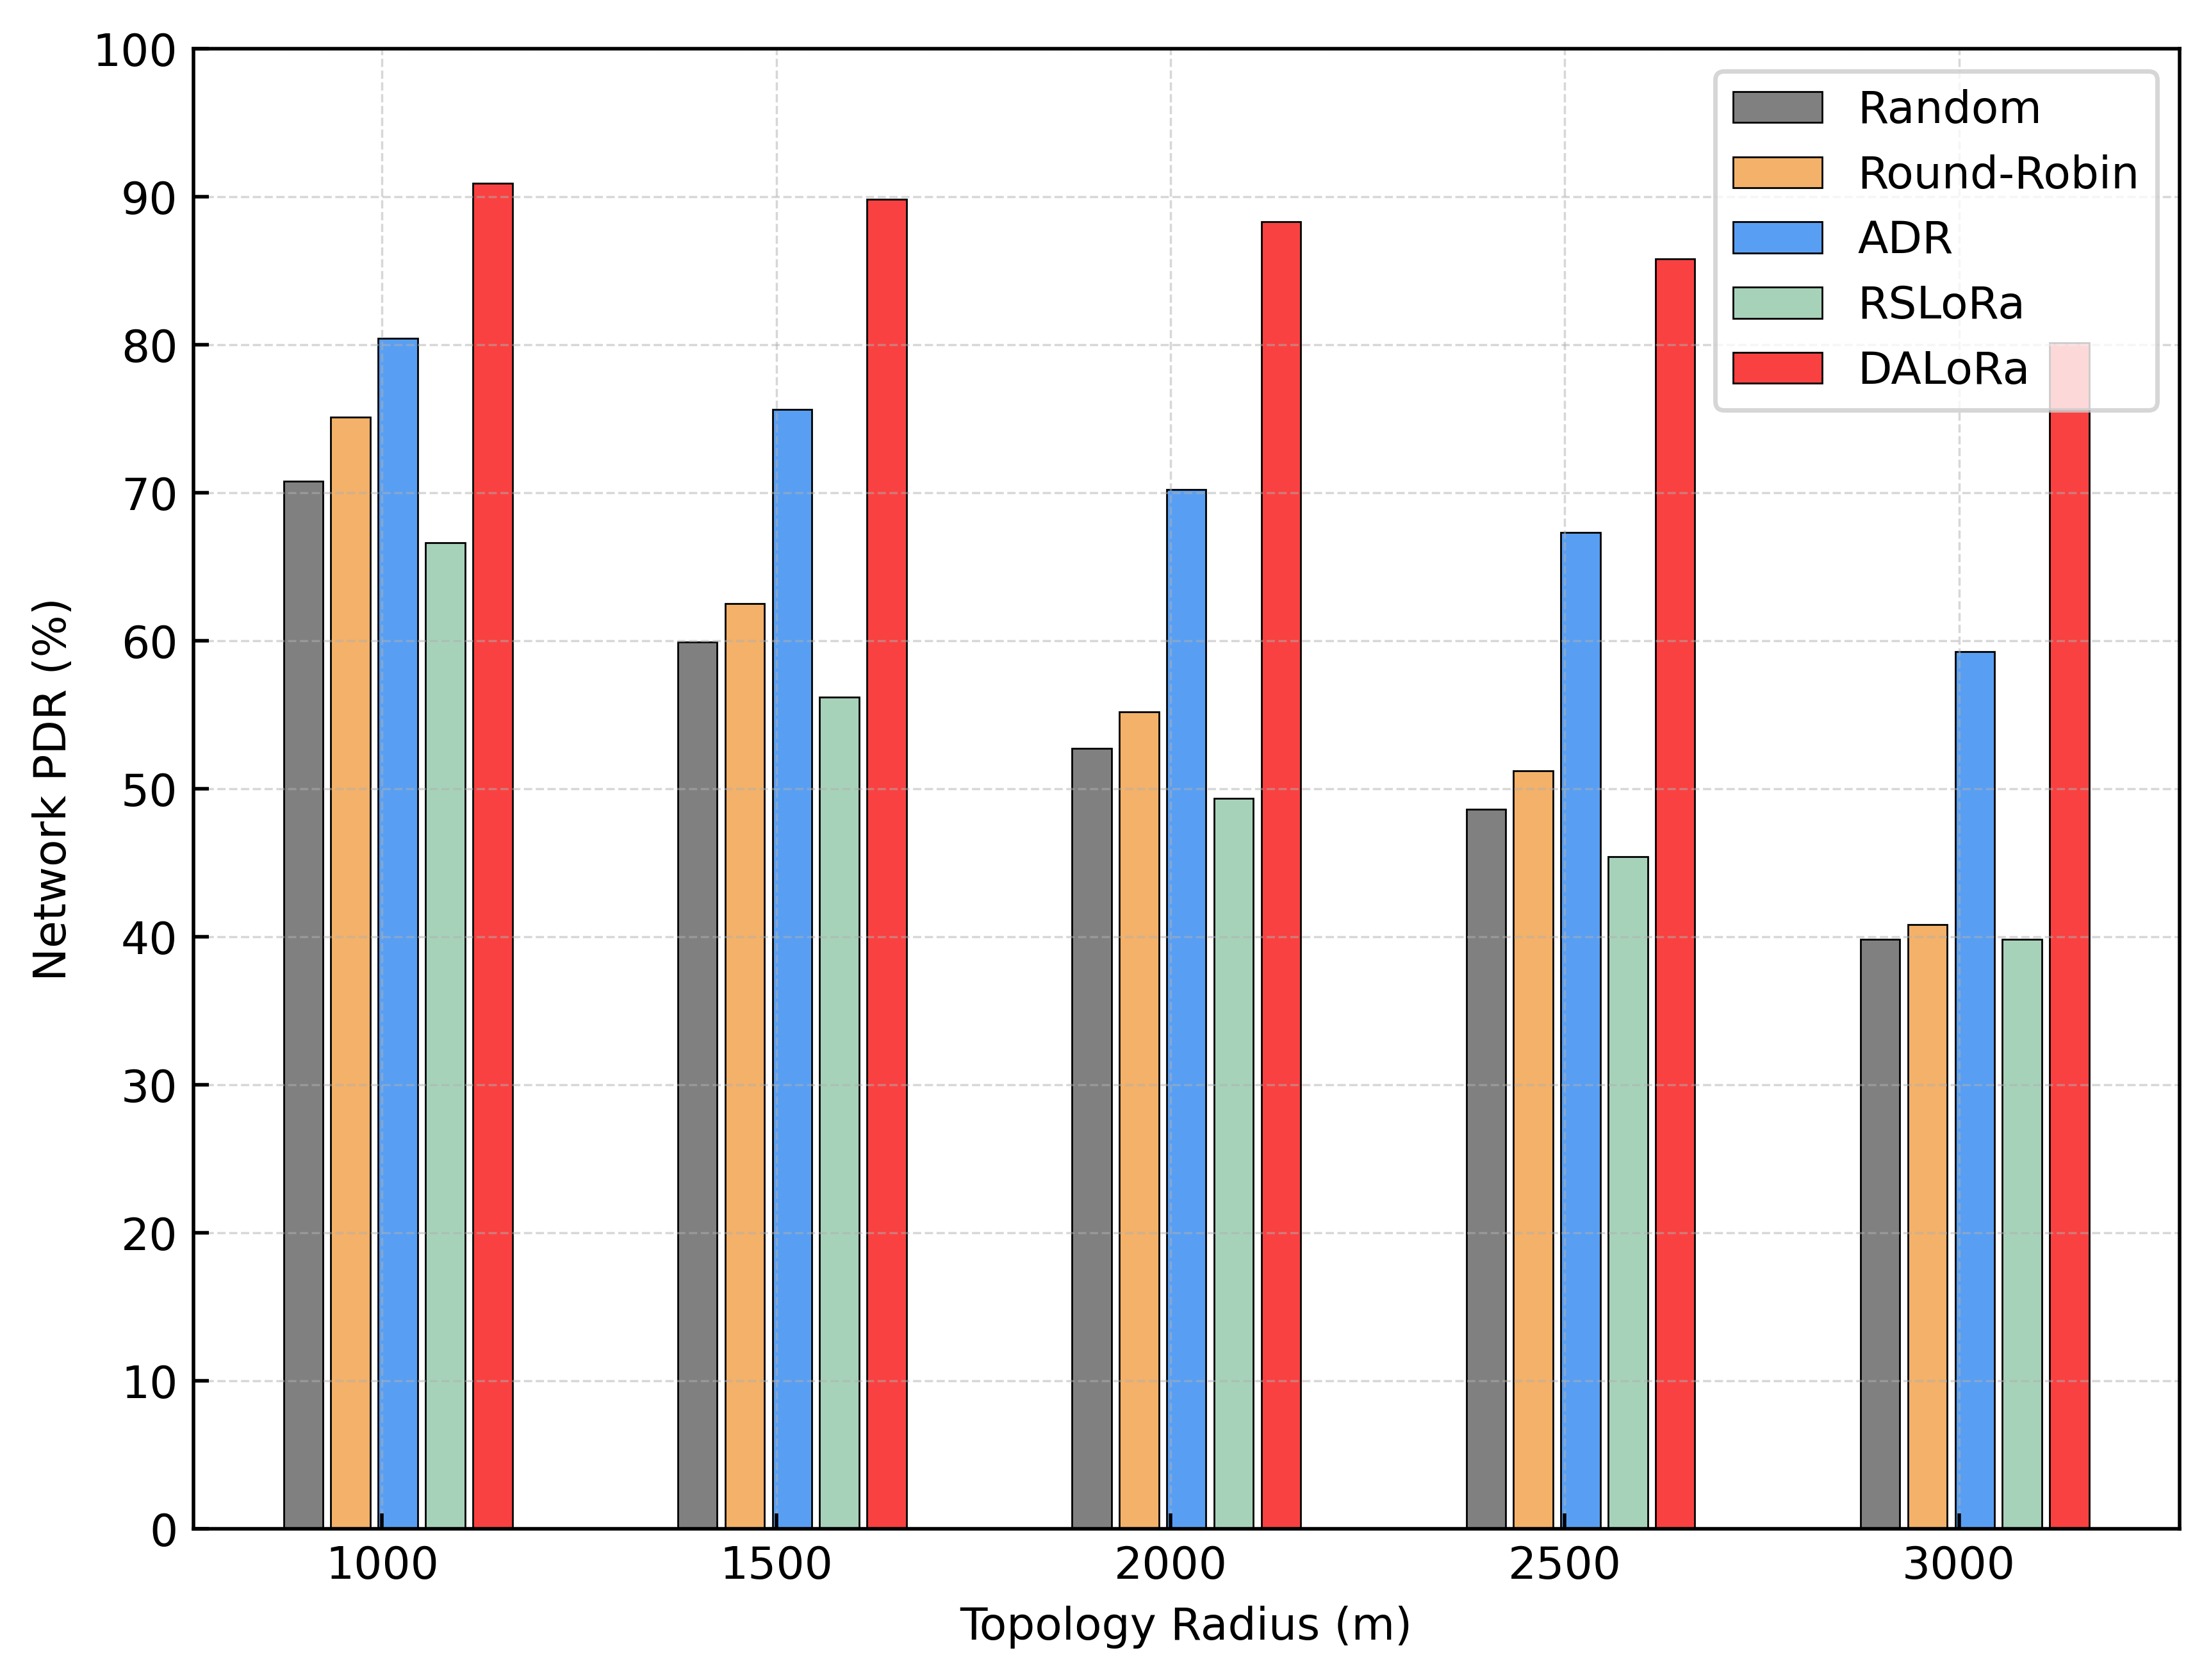 100
90
80
70
60
50
40
30
20
10
0
Network PDR (%)
Random
Round-Robin
ADR
RSLoRa
DALoRa
1000 1500 2000 2500 3000
Topology Radius (m)